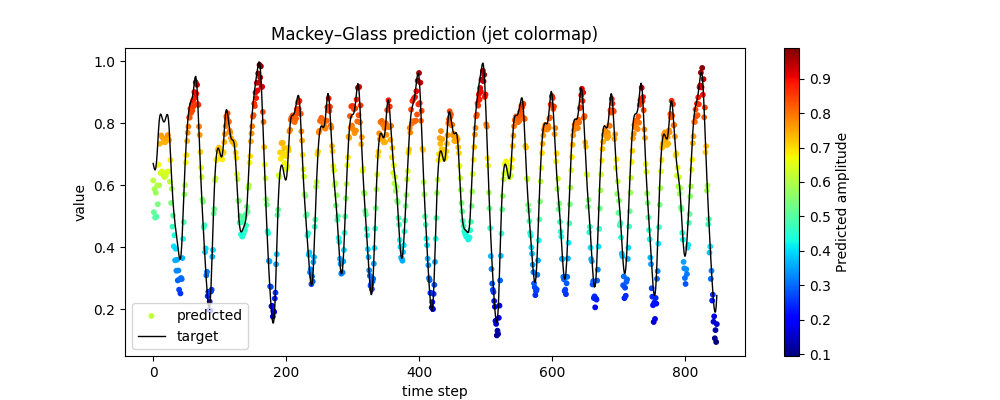 Mackey–Glass prediction (jet colormap)
1.0
0.8
0.6
0.4
0.2
value
0 200 400 600 800
time step
predicted
target
0.9
0.8
0.7
0.6
0.5
0.4
0.3
0.2
0.1
Predicted amplitude